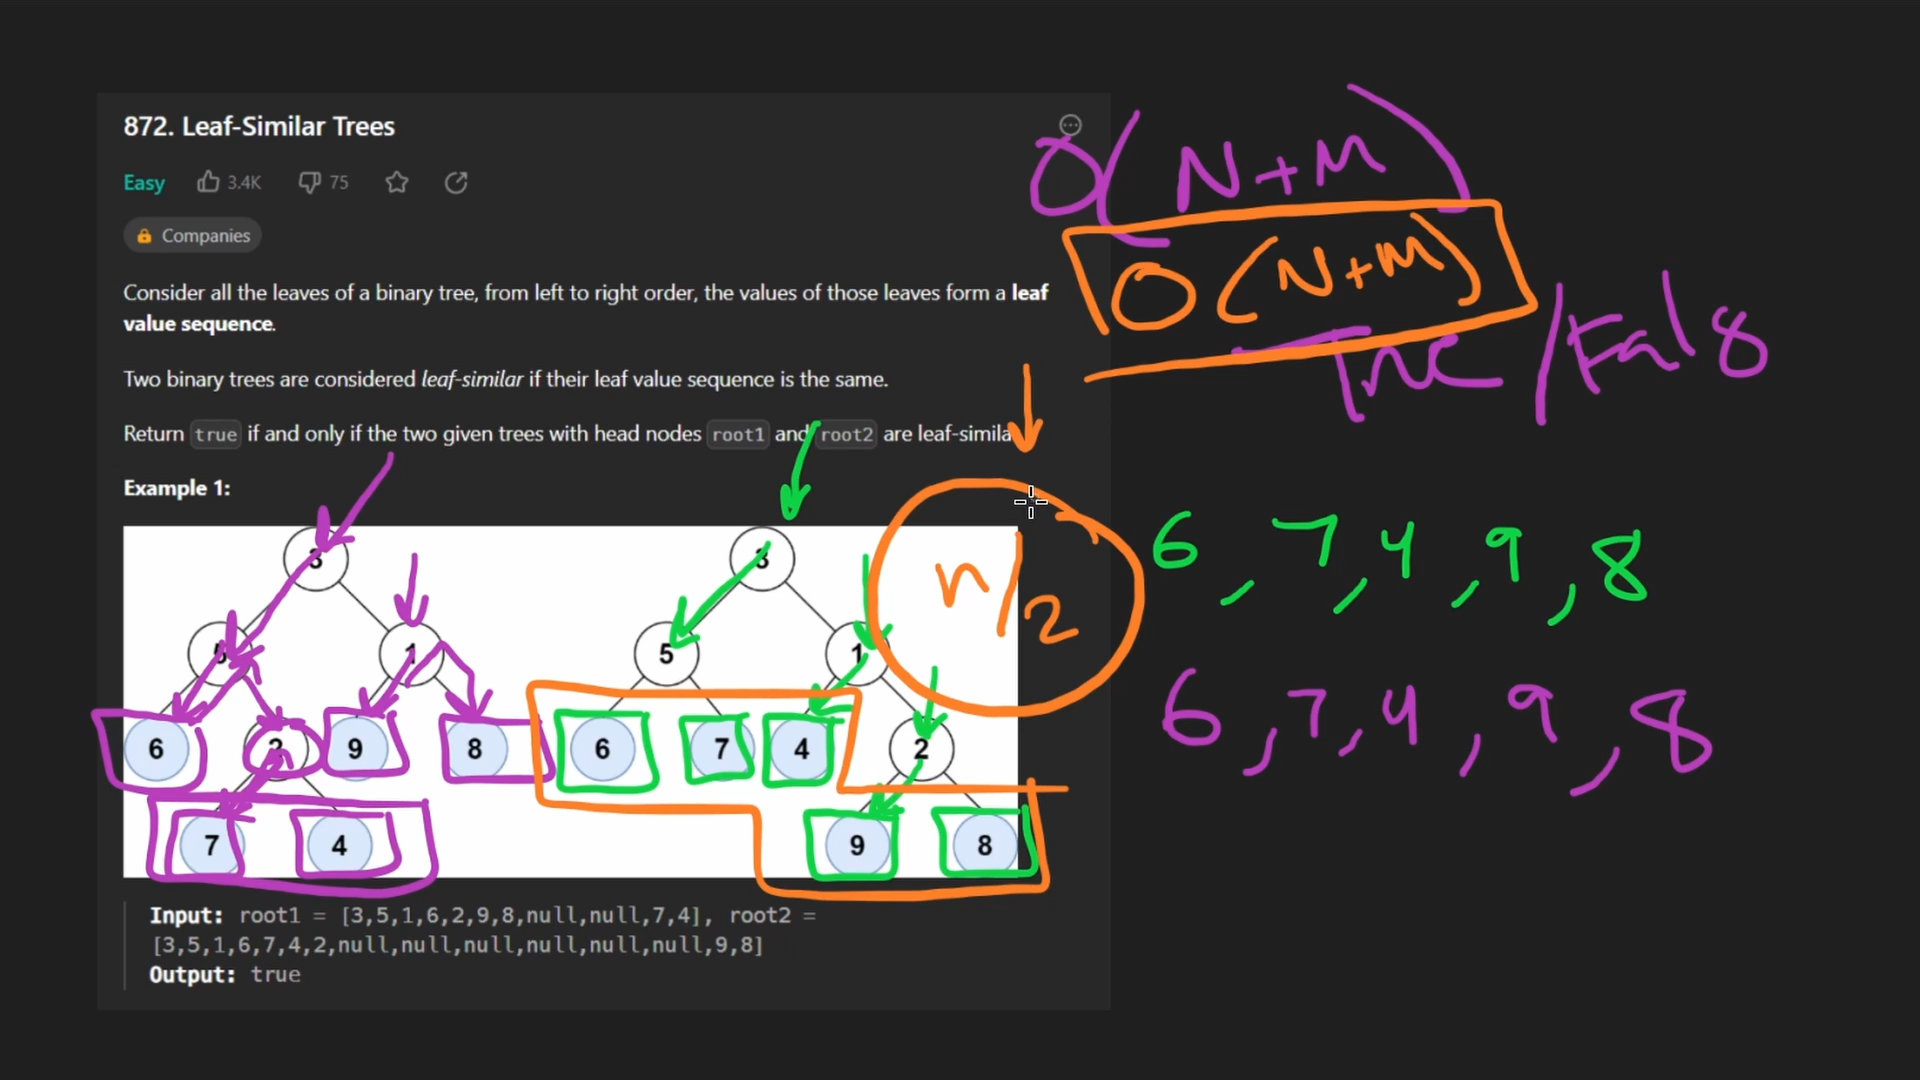 872. Leaf-Similar Trees
Easy 3.4K 75
Companies
Consider all the leaves of a binary tree, from left to right order, the values of those leaves form a leaf
value sequence.
Two binary trees are considered leaf-similar if their leaf value sequence is the same.
Return true if and only if the two given trees with head nodes root1 and root2 are leaf-simila
Example 1:
3 3
5 1 5 1
6 2 9 8 6 7 4 2
7 4 9 8
Input: root1 = [3,5,1,6,2,9,8,null,null,7,4], root2 =
[3,5,1,6,7,4,2,null,null,null,null,null,null,9,8]
Output: true
O(N+M)
O(N+M)
n/2
6, 7, 4, 9, 8
6, 7, 4, 9, 8